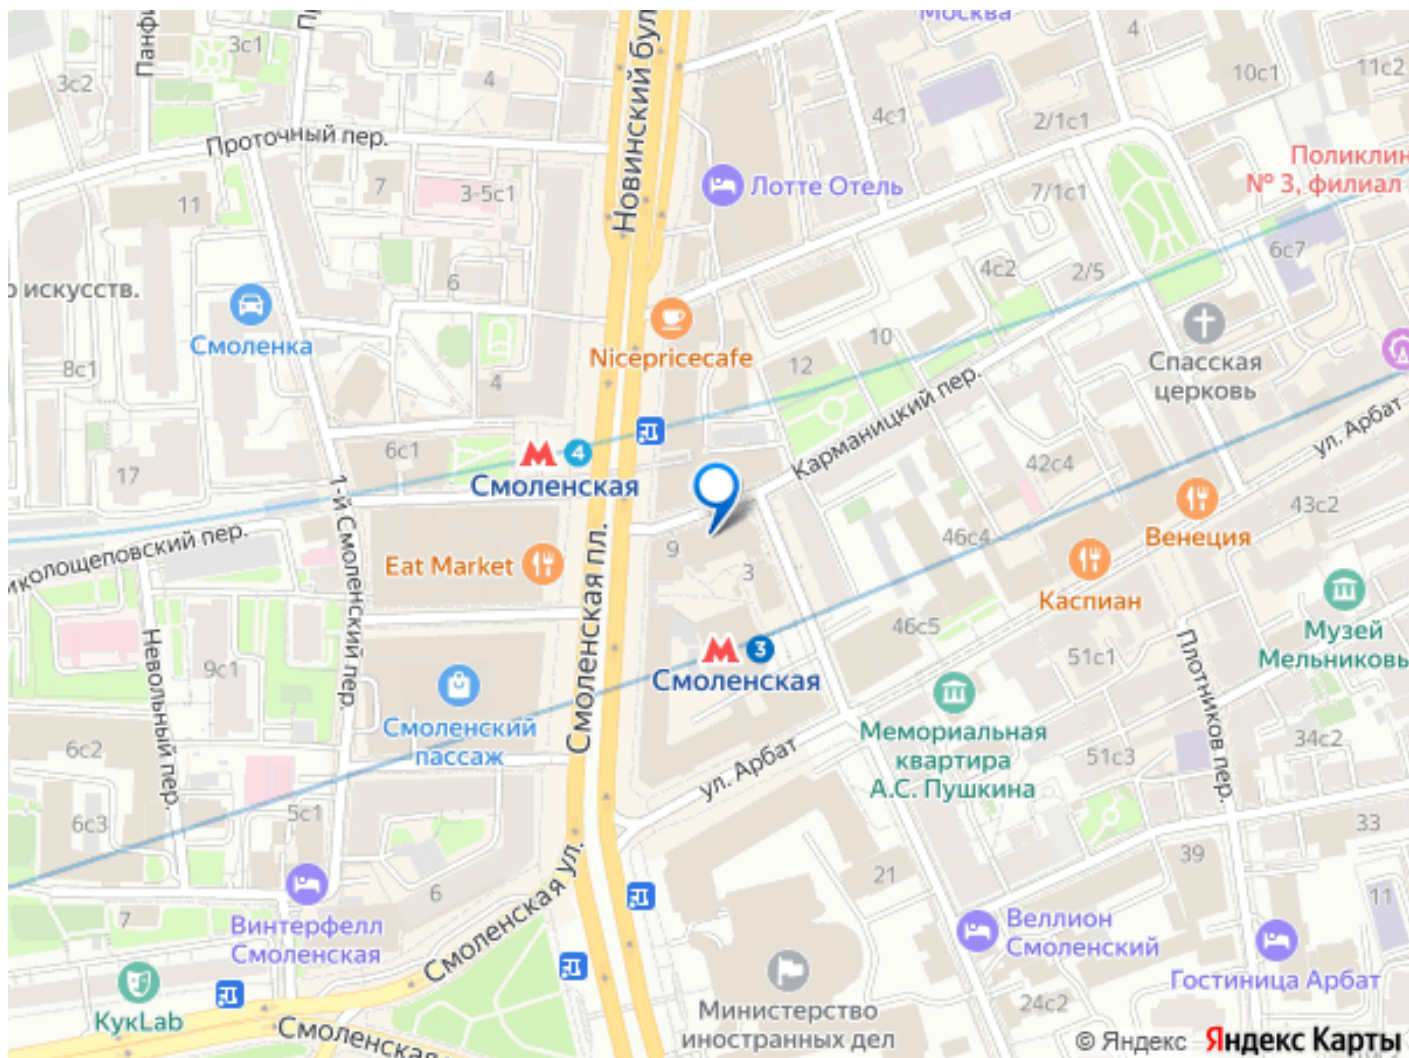 Москва
Панф
3с1
4
4
3с2
10с1
11с2
Новинский бул
4с1
2/1с1
Проточный пер.
Поликлин
№ 3, филиал
7
3-5с1
Лотте Отель
7/1с1
11
6с7
6
4с2
2/5
о искусств.
Смоленка
Nicepricecafe
10
12
Спасская
церковь
8с1
4
Карманицкий пер.
ул. Арбат
6с1
4
17
Смоленская
42с4
43с2
1-й Смоленский пер.
иколощеповский пер.
Венеция
46с4
Eat Market
9
3
Каспиан
Смоленская пл.
46с5
Музей
Мельниковы
Невольный пер.
9с1
3
Смоленская
51с1
Плотников пер.
Смоленский
пассаж
Мемориальная
квартира
А.С. Пушкина
6с2
ул. Арбат
51с3
34с2
6с3
5с1
33
39
21
6
11
7
Винтерфелл
Смоленская
Смоленская ул.
Веллион
Смоленский
Гостиница Арбат
КукLab
Министерство
иностранных дел
24с2
Смоленская
© Яндекс Яндекс Карты